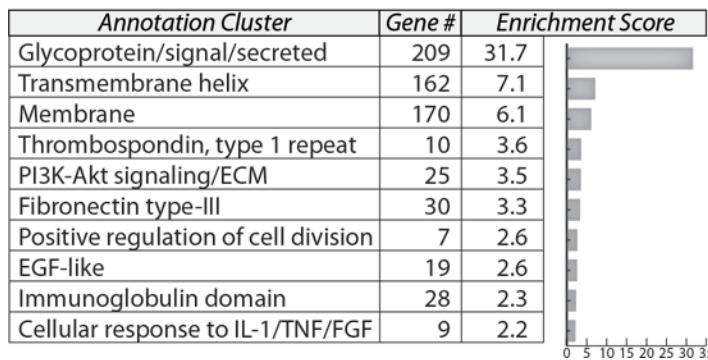 Annotation Cluster Gene # Enrichment Score
Glycoprotein/signal/secreted 209 31.7
Transmembrane helix 162 7.1
Membrane 170 6.1
Thrombospondin, type 1 repeat 10 3.6
PI3K-Akt signaling/ECM 25 3.5
Fibronectin type-III 30 3.3
Positive regulation of cell division 7 2.6
EGF-like 19 2.6
Immunoglobulin domain 28 2.3
Cellular response to IL-1/TNF/FGF 9 2.2
0 5 10 15 20 25 30